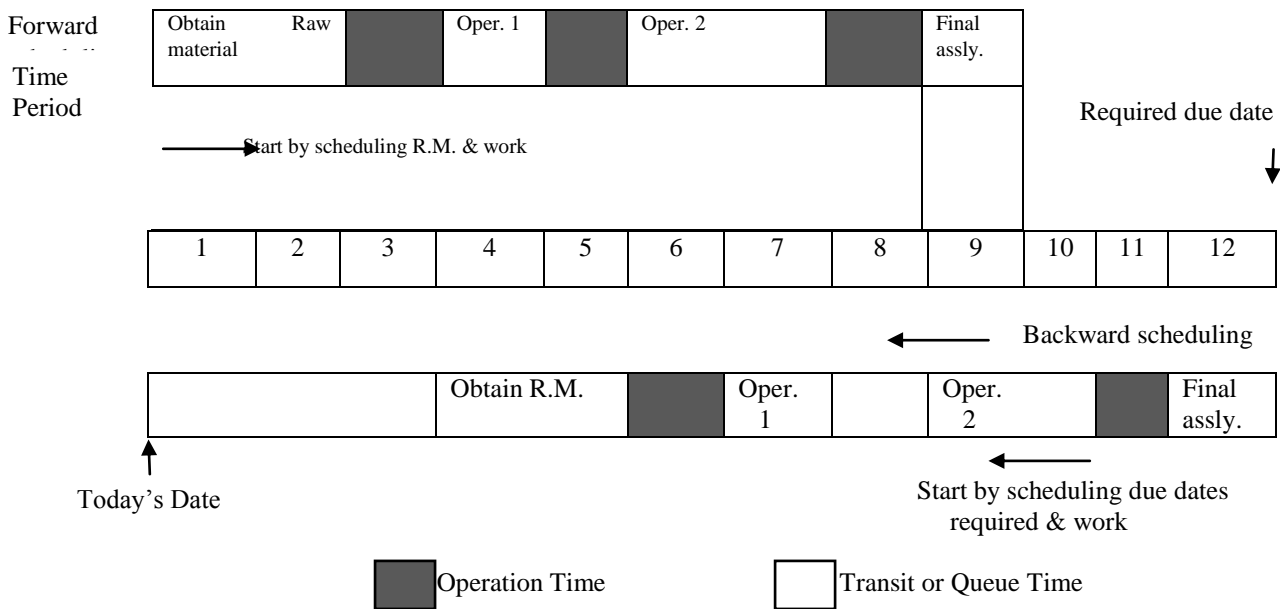 Forward
Obtain Raw
material
Oper. 1
Oper. 2
Final
assly.
Time
Period
Required due date
Start by scheduling R.M. & work
1 2 3 4 5 6 7 8 9 10 11 12
Backward scheduling
Obtain R.M.
Oper.
1
Oper.
2
Final
assly.
Today’s Date
Start by scheduling due dates
required & work
Operation Time
Transit or Queue Time